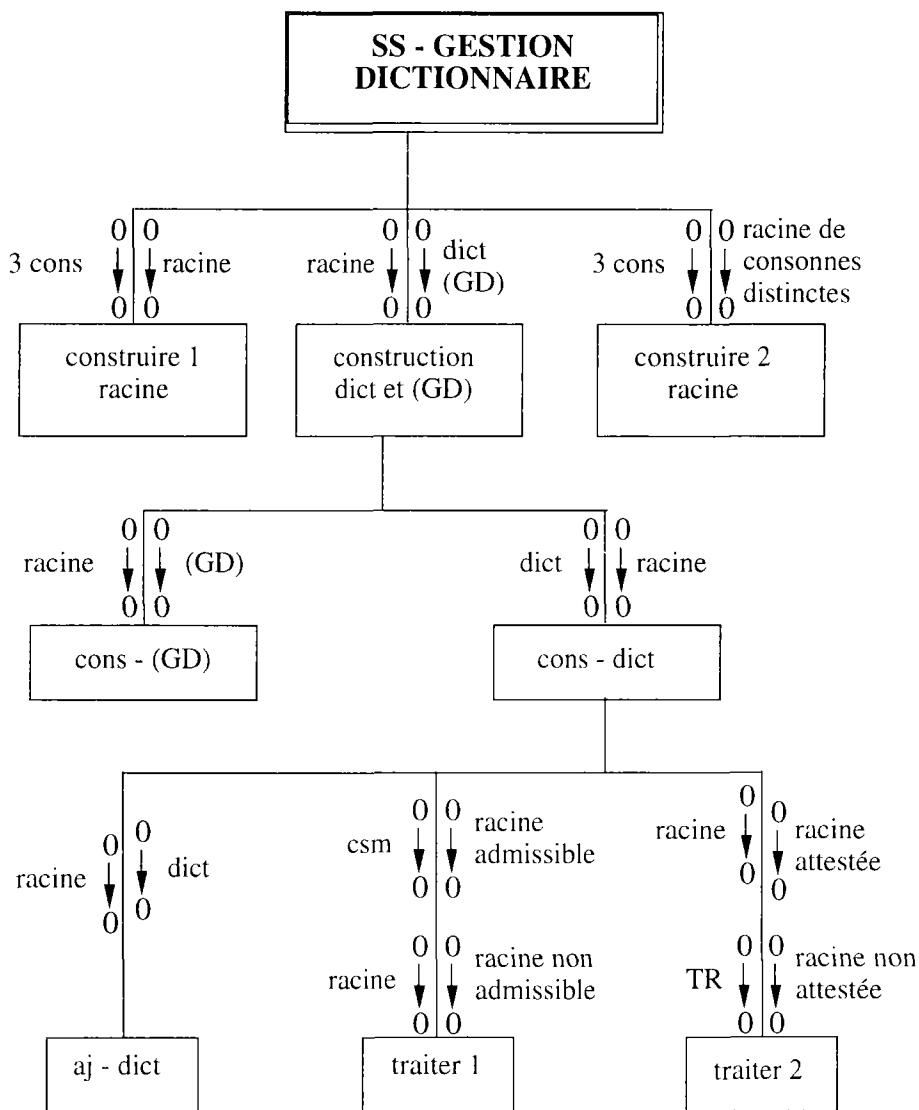 SS - GESTION
DICTIONNAIRE
0 0
3 cons racine
0 0
0 0
racine dict
(GD)
0 0
0 0
3 cons racine de
consonnes
distinctes
0 0
construire 1
racine
construction
dict et (GD)
construire 2
racine
0 0
racine (GD)
0 0
0 0
dict racine
0 0
cons - (GD)
cons - dict
0 0
racine dict
0 0
0 0
csm racine
admissible
0 0
0 0
racine racine non
admissible
0 0
0 0
racine racine
attestée
0 0
0 0
TR racine non
attestée
0 0
aj - dict
traiter 1
traiter 2